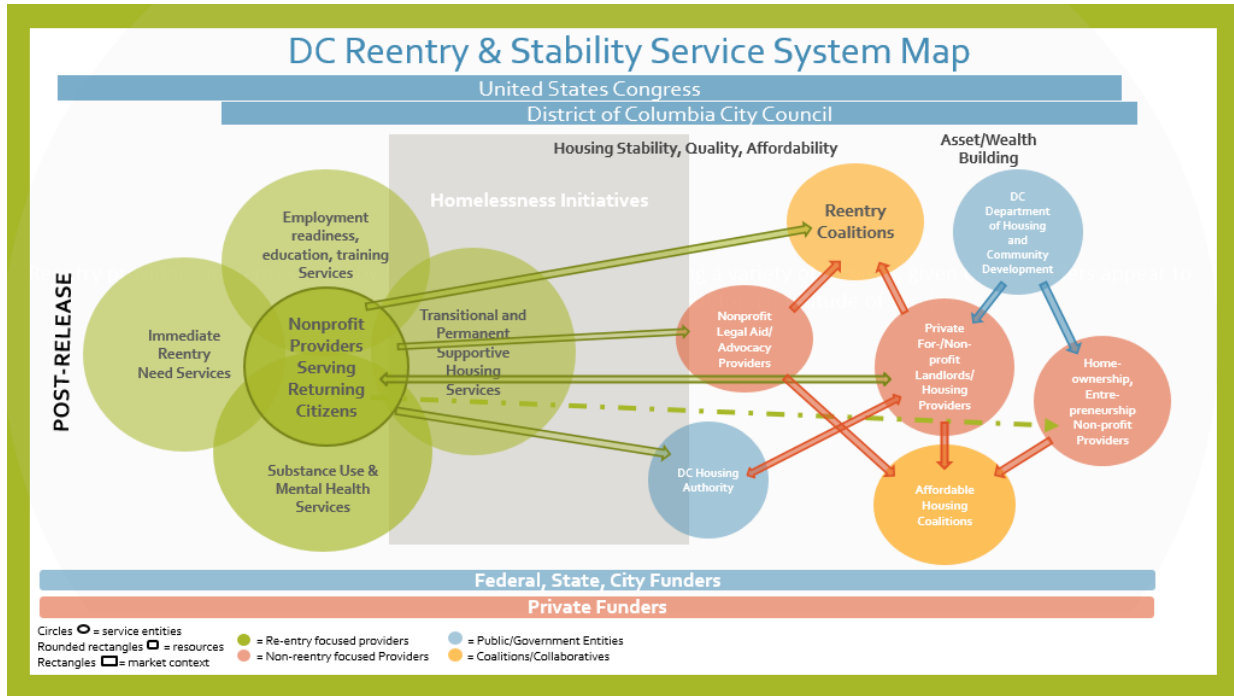 DC Reentry & Stability Service System Map
United States Congress
District of Columbia City Council
Housing Stability, Quality, Affordability
Asset/Wealth
Building
Homelessness Initiatives
POST-RELEASE
Employment
readiness,
education, training
Services
Immediate
Reentry
Need Services
Nonprofit
Providers
Serving
Returning
Citizens
Transitional and
Permanent
Supportive
Housing
Services
Substance Use &
Mental Health
Services
Reentry
Coalitions
DC
Department
of Housing
and
Community
Development
Nonprofit
Legal Aid/
Advocacy
Providers
Private
For-/Non-
profit
Landlords/
Housing
Providers
Home-
ownership,
Entre-
preneurship
Non-profit
Providers
DC Housing
Authority
Affordable
Housing
Coalitions
Federal, State, City Funders
Private Funders
Circles = service entities
Rounded rectangles = resources
Rectangles = market context
= Re-entry focused providers
= Non-reentry focused Providers
= Public/Government Entities
= Coalitions/Collaboratives